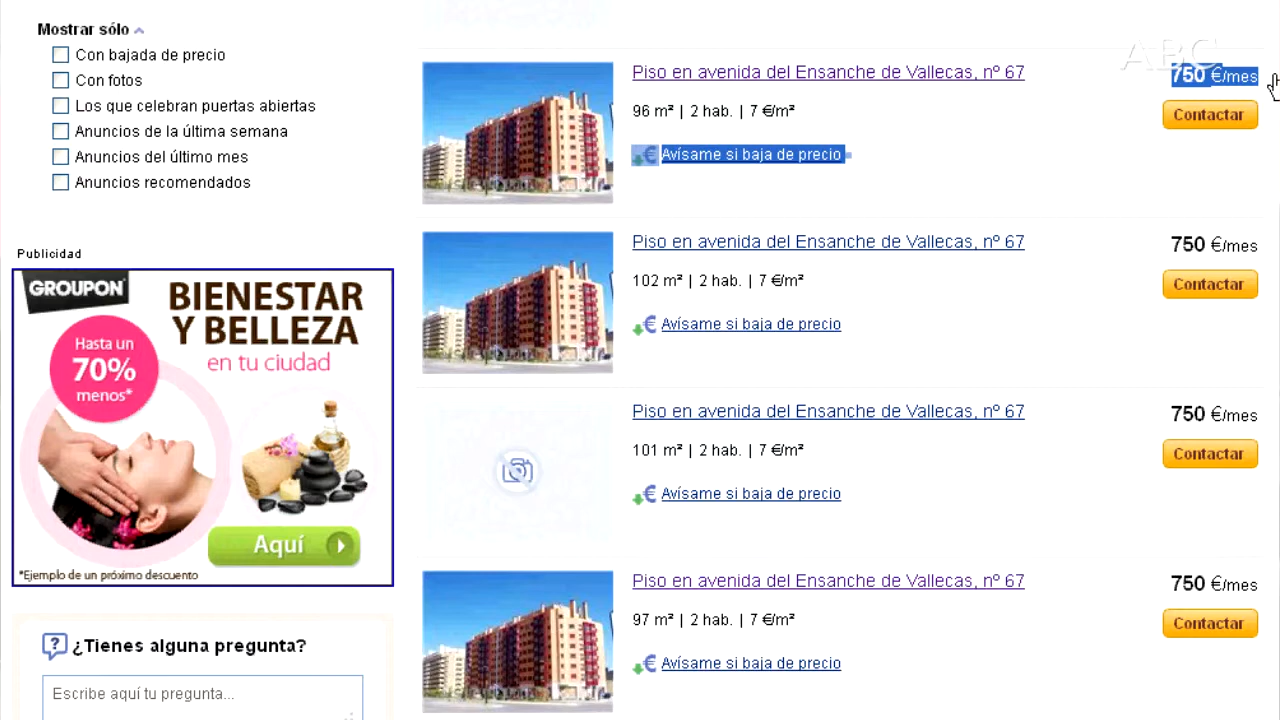 Mostrar sólo
Con bajada de precio
Con fotos
Los que celebran puertas abiertas
Anuncios de la última semana
Anuncios del último mes
Anuncios recomendados
Publicidad
GROUPON
BIENESTAR
Y BELLEZA
en tu ciudad
Hasta un
70%
menos*
Aquí
*Ejemplo de un próximo descuento
¿Tienes alguna pregunta?
Escribe aquí tu pregunta...
ABC
Piso en avenida del Ensanche de Vallecas, nº 67
750 €/mes
96 m² | 2 hab. | 7 €/m²
Contactar
Avísame si baja de precio
Piso en avenida del Ensanche de Vallecas, nº 67
750 €/mes
102 m² | 2 hab. | 7 €/m²
Contactar
Avísame si baja de precio
Piso en avenida del Ensanche de Vallecas, nº 67
750 €/mes
101 m² | 2 hab. | 7 €/m²
Contactar
Avísame si baja de precio
Piso en avenida del Ensanche de Vallecas, nº 67
750 €/mes
97 m² | 2 hab. | 7 €/m²
Contactar
Avísame si baja de precio